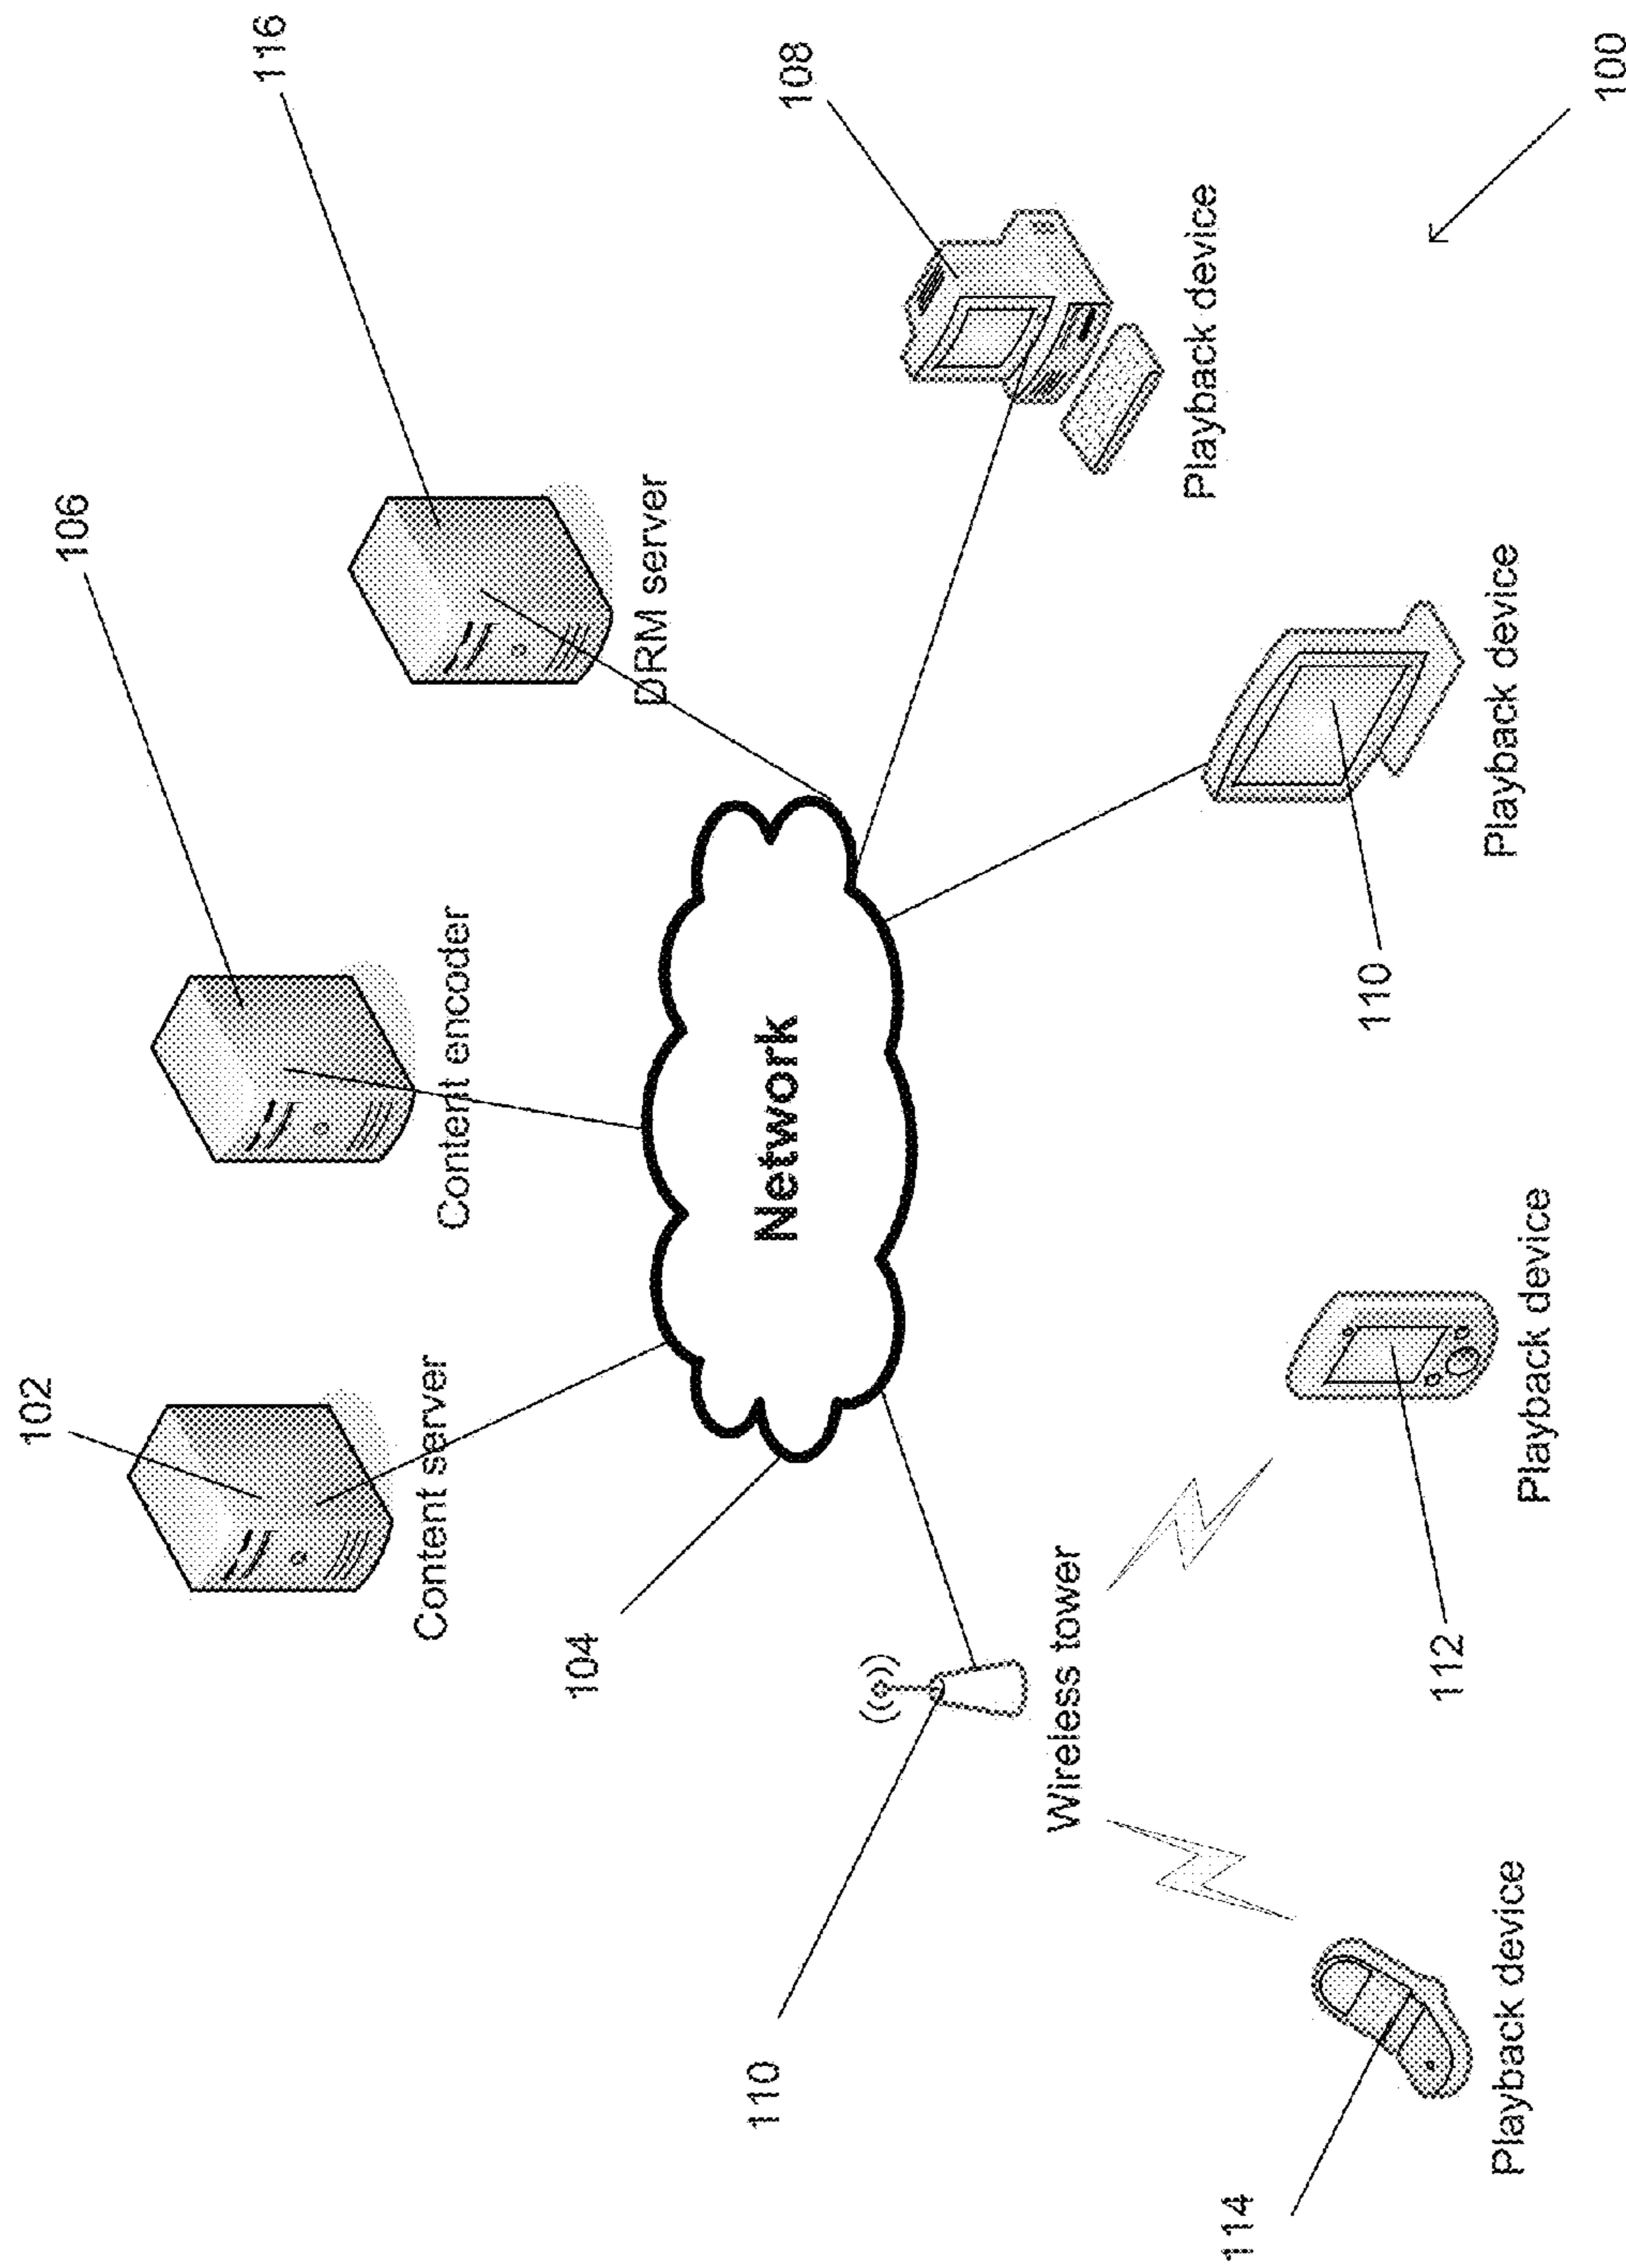 102
106
116
Content server
Content encoder
DRM server
104
Network
108
110
Wireless tower
Playback device
110
112
Playback device
Playback device
114
Playback device
100